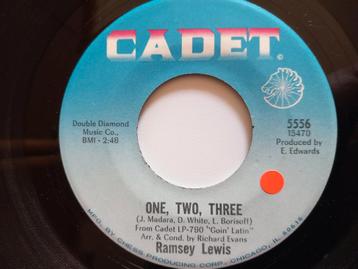 CADET
©
Double Diamond
Music Co.,
BMI - 2:48
5556
15470
Produced by
E. Edwards
ONE, TWO, THREE
(J. Madara, D. White, L. Borisoff)
From Cadet LP-790 "Goin' Latin"
Arr. & Cond. by Richard Evans
Ramsey Lewis
MFG. BY CHESS PRODUCING CORP., CHICAGO, ILL. 60616